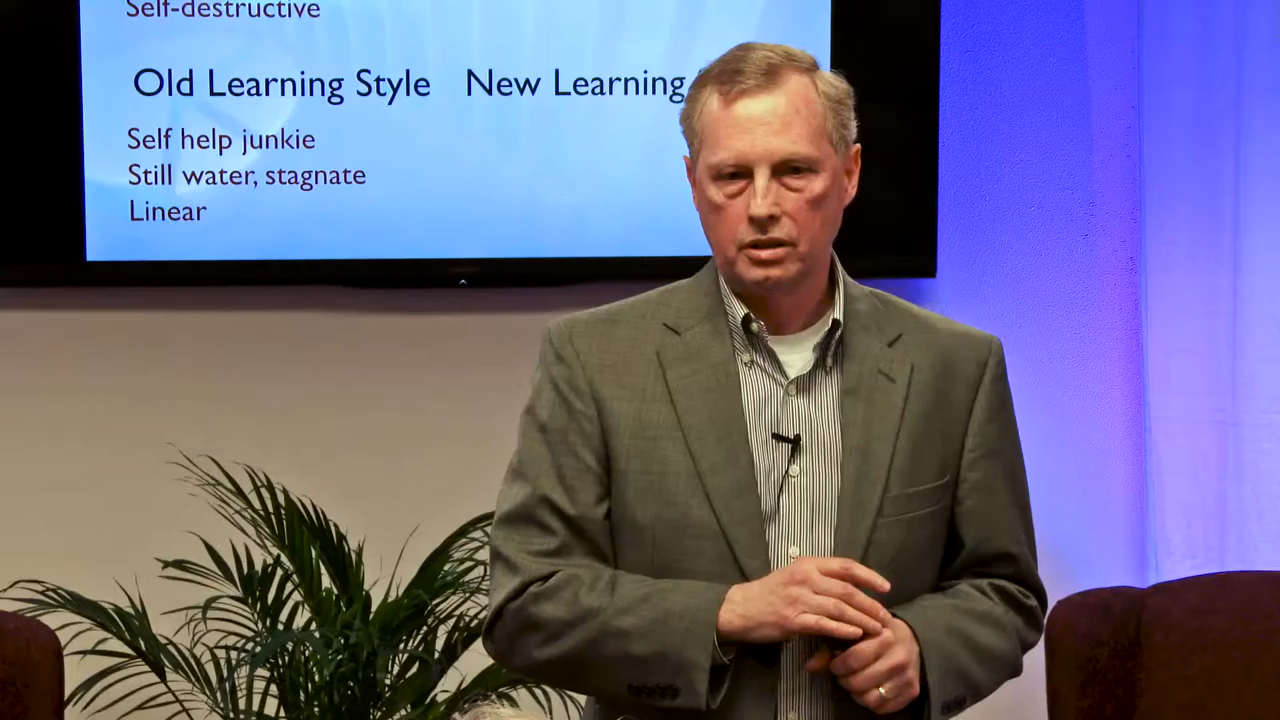 Self-destructive
Old Learning Style New Learning
Self help junkie
Still water, stagnate
Linear